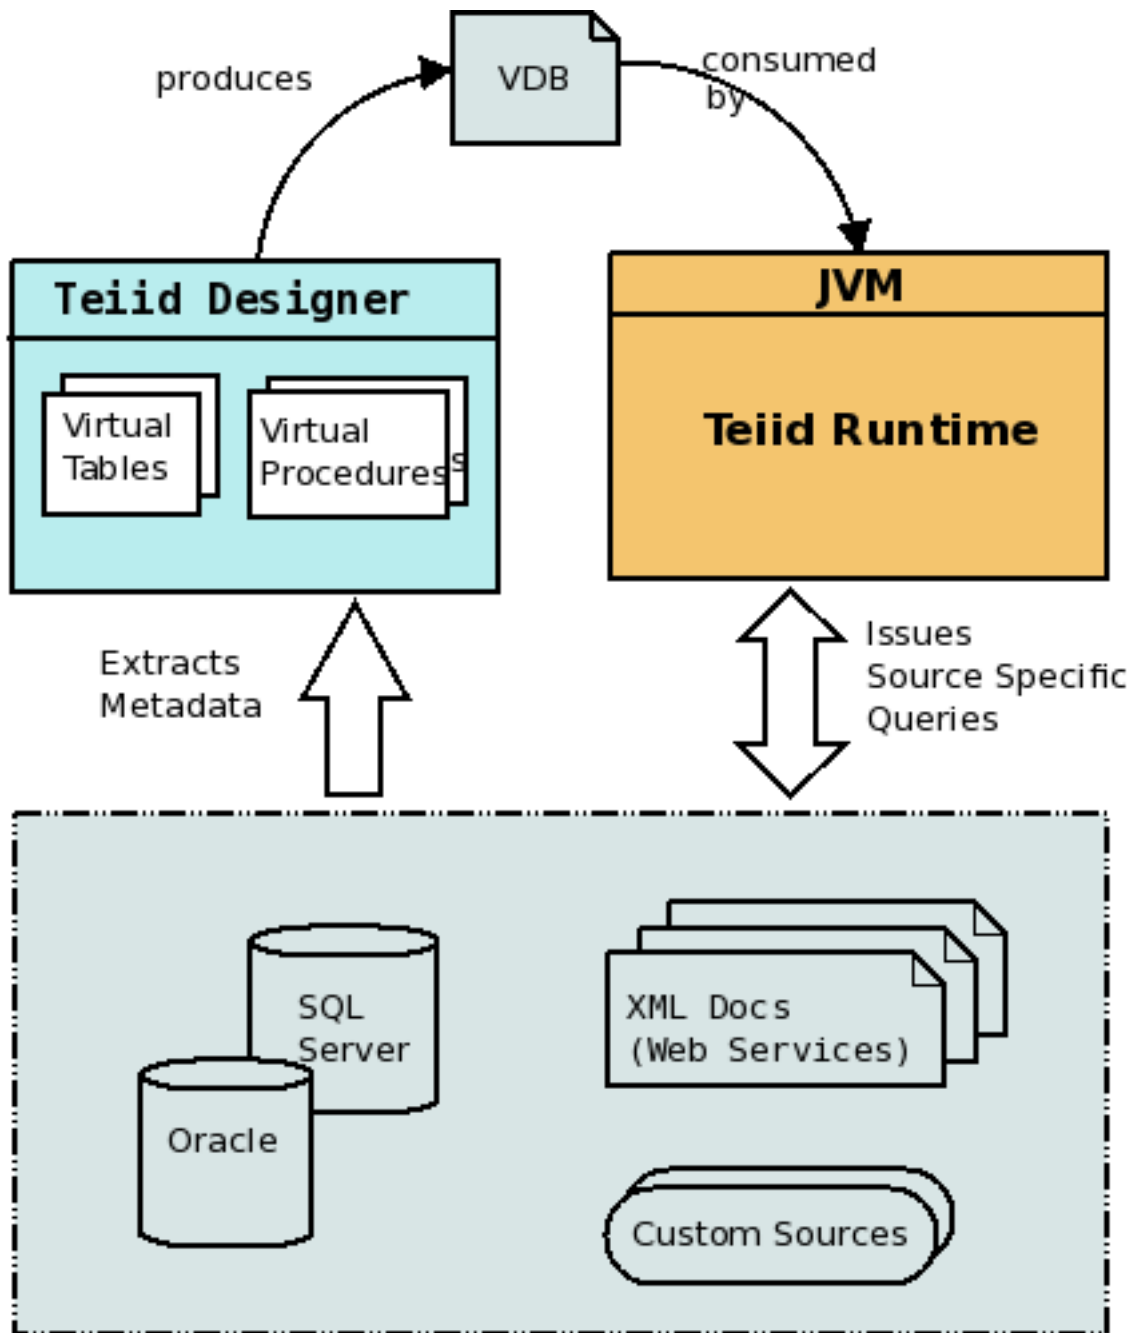 VDB
produces
consumed
by
Teiid Designer
JVM
Virtual
Tables
Virtual
Procedures
s
Teiid Runtime
Extracts
Metadata
Issues
Source Specific
Queries
SQL
Server
XML Docs
(Web Services)
Oracle
Custom Sources